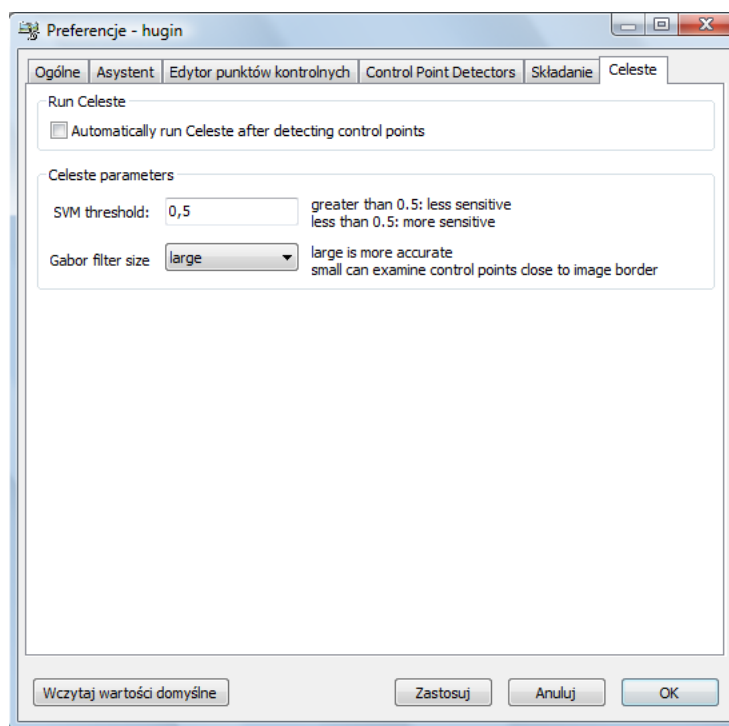 Preferencje - hugin
Ogólne Asystent Edytor punktów kontrolnych Control Point Detectors Składanie Celeste
Run Celeste
Automatically run Celeste after detecting control points
Celeste parameters
SVM threshold: 0,5 greater than 0.5: less sensitive
less than 0.5: more sensitive
Gabor filter size large large is more accurate
small can examine control points close to image border
Wczytaj wartości domyślne Zastosuj Anuluj OK